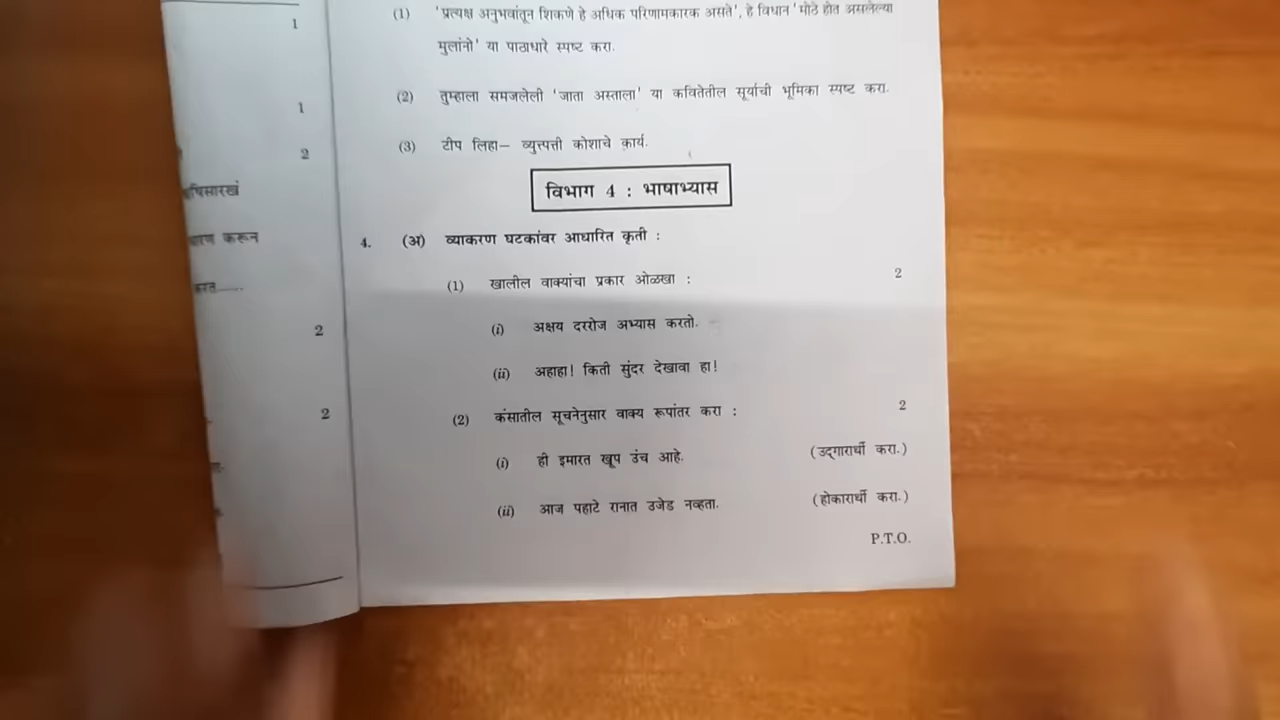 1
1
2
करून
2
2
(1) 'प्रत्यक्ष अनुभवांतून शिकणे हे अधिक परिणामकारक असते', हे विधान 'मोठे होत असलेल्या
मुलांनो' या पाठाधारे स्पष्ट करा.
(2) तुम्हाला समजलेली 'जाता अस्ताला' या कवितेतील सूर्याची भूमिका स्पष्ट करा.
(3) टीप लिहा— व्युत्पत्ती कोशाचे कार्य.
विभाग 4 : भाषाभ्यास
4. (अ) व्याकरण घटकांवर आधारित कृती :
(1) खालील वाक्यांचा प्रकार ओळखा : 2
(i) अक्षय दररोज अभ्यास करतो.
(ii) अहाहा! किती सुंदर देखावा हा!
(2) कंसातील सूचनेनुसार वाक्य रूपांतर करा : 2
(i) ही इमारत खूप उंच आहे. (उद्‌गारार्थी करा.)
(ii) आज पहाटे रानात उजेड नव्हता. (होकारार्थी करा.)
P.T.O.